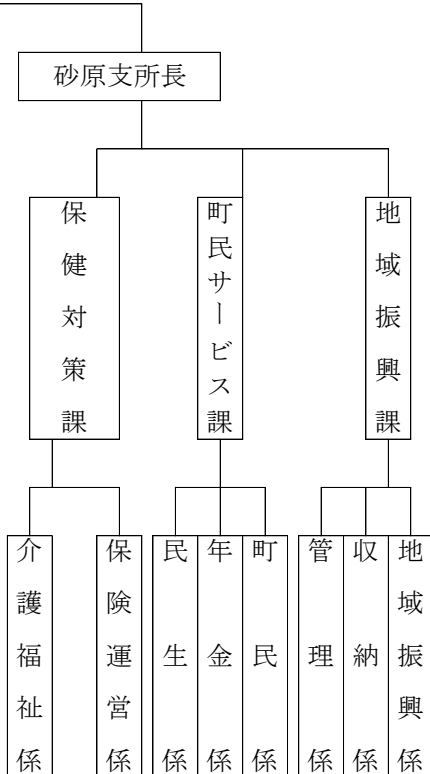 砂原支所長
地域振興課
町民サービス課
保健対策課
地域振興係
収納係
管理係
町民係
年金係
民生係
保険運営係
介護福祉係